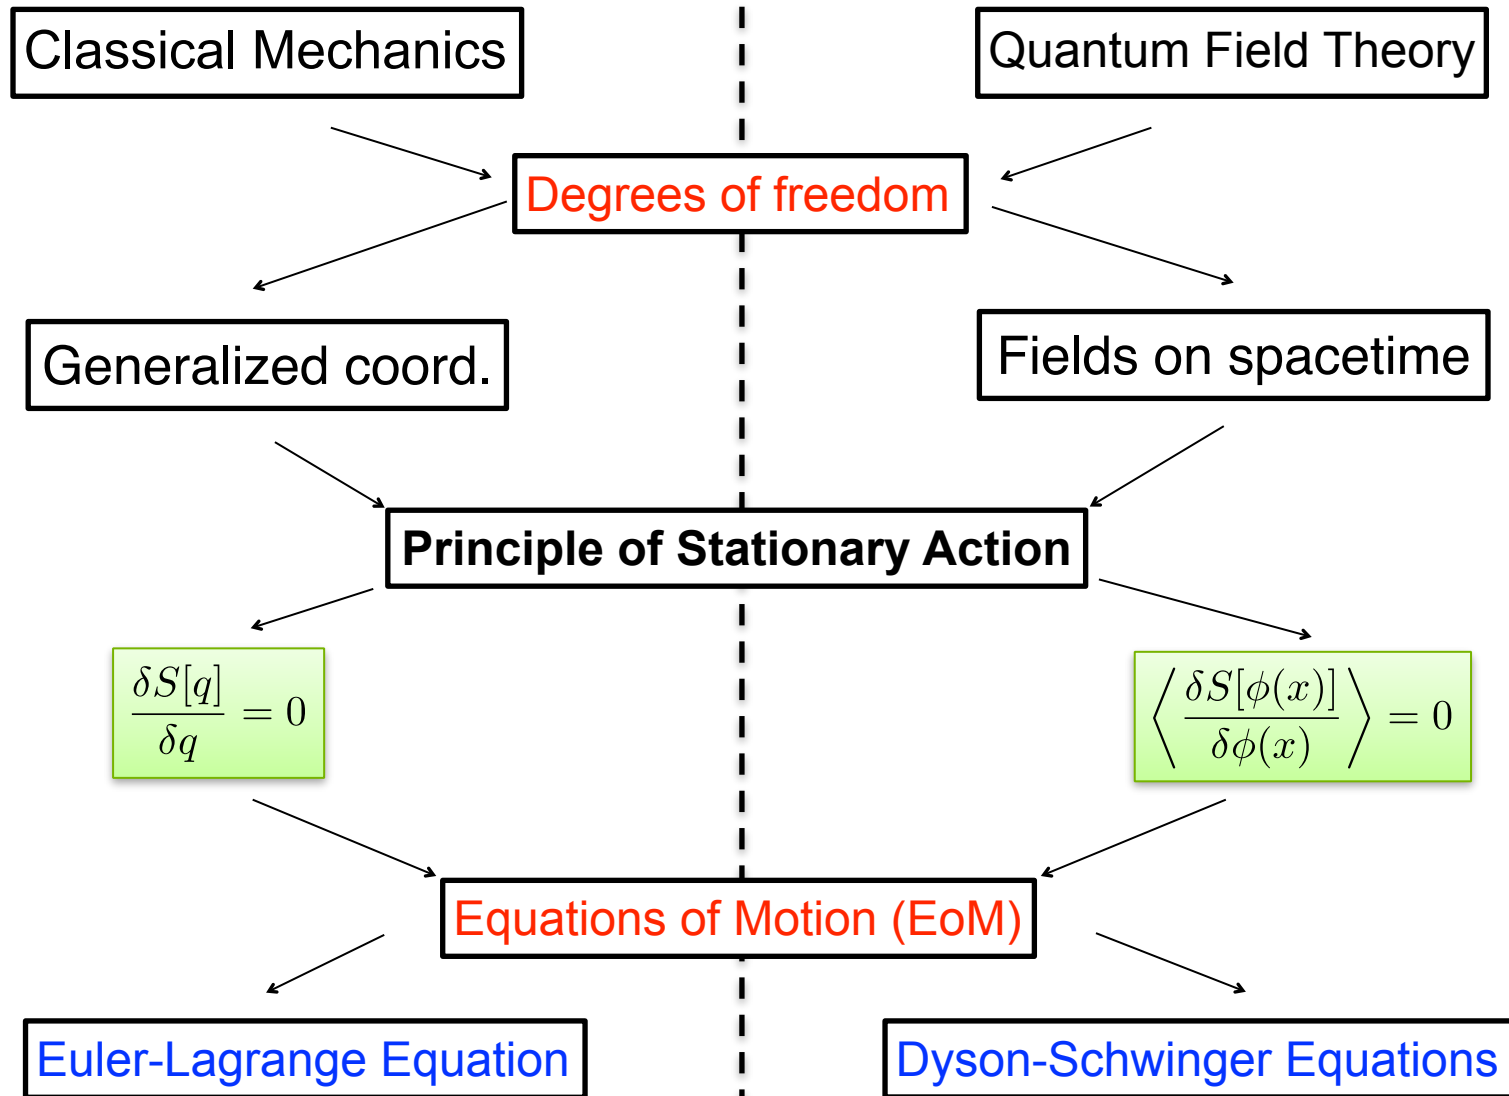 Classical Mechanics
Quantum Field Theory
Degrees of freedom
Generalized coord.
Fields on spacetime
Principle of Stationary Action
δS[q]/δq = 0
⟨δS[ϕ(x)]/δϕ(x)⟩ = 0
Equations of Motion (EoM)
Euler-Lagrange Equation
Dyson-Schwinger Equations